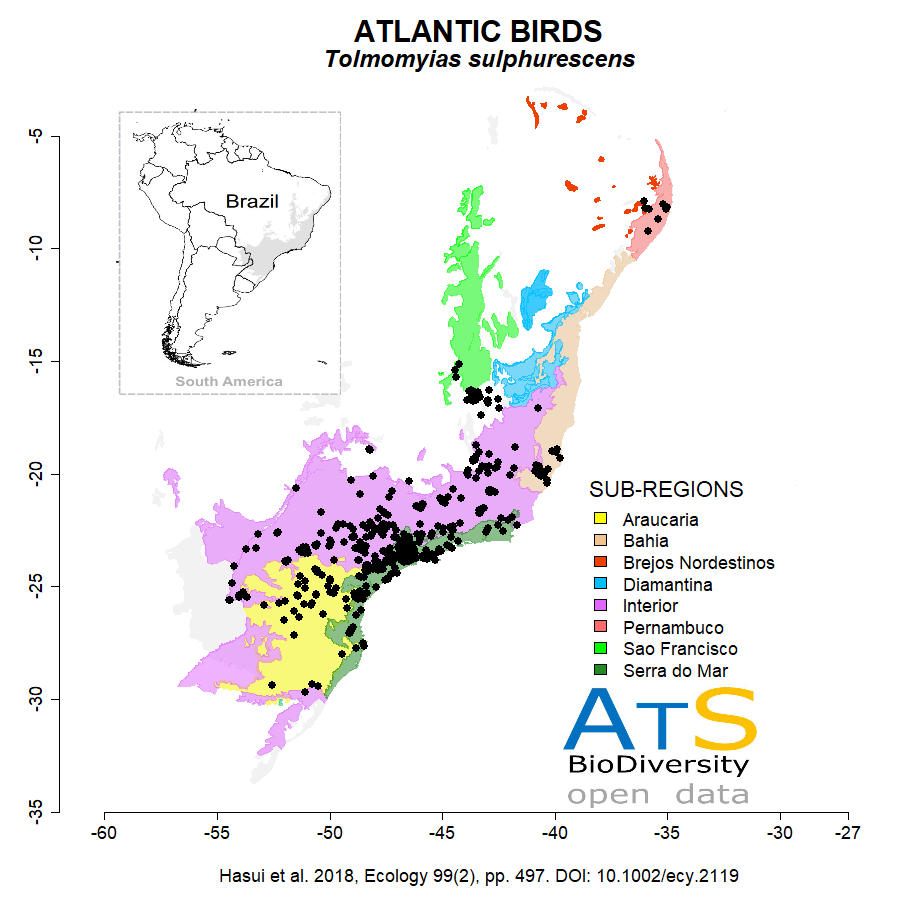 ATLANTIC BIRDS
Tolmomyias sulphurescens
Brazil
South America
-5
-10
-15
-20
-25
-30
-35
SUB-REGIONS
Araucaria
Bahia
Brejos Nordestinos
Diamantina
Interior
Pernambuco
Sao Francisco
Serra do Mar
ATS
BioDiversity
open data
-60
-55
-50
-45
-40
-35
-30
-27
Hasui et al. 2018, Ecology 99(2), pp. 497. DOI: 10.1002/ecy.2119